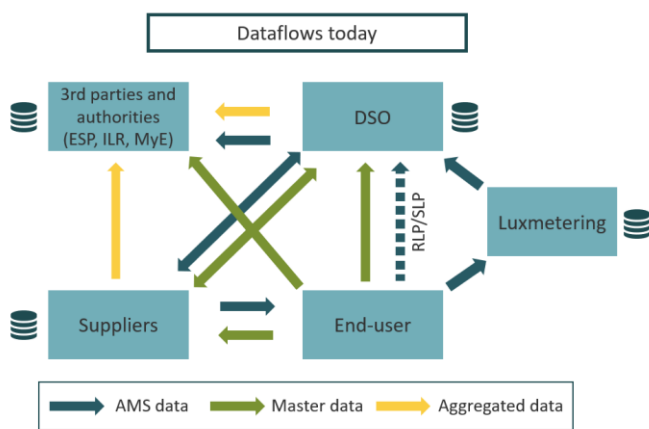 Dataflows today
3rd parties and
authorities
(ESP, ILR, MyE)
DSO
RLP/SLP
Luxmetering
Suppliers
End-user
AMS data
Master data
Aggregated data